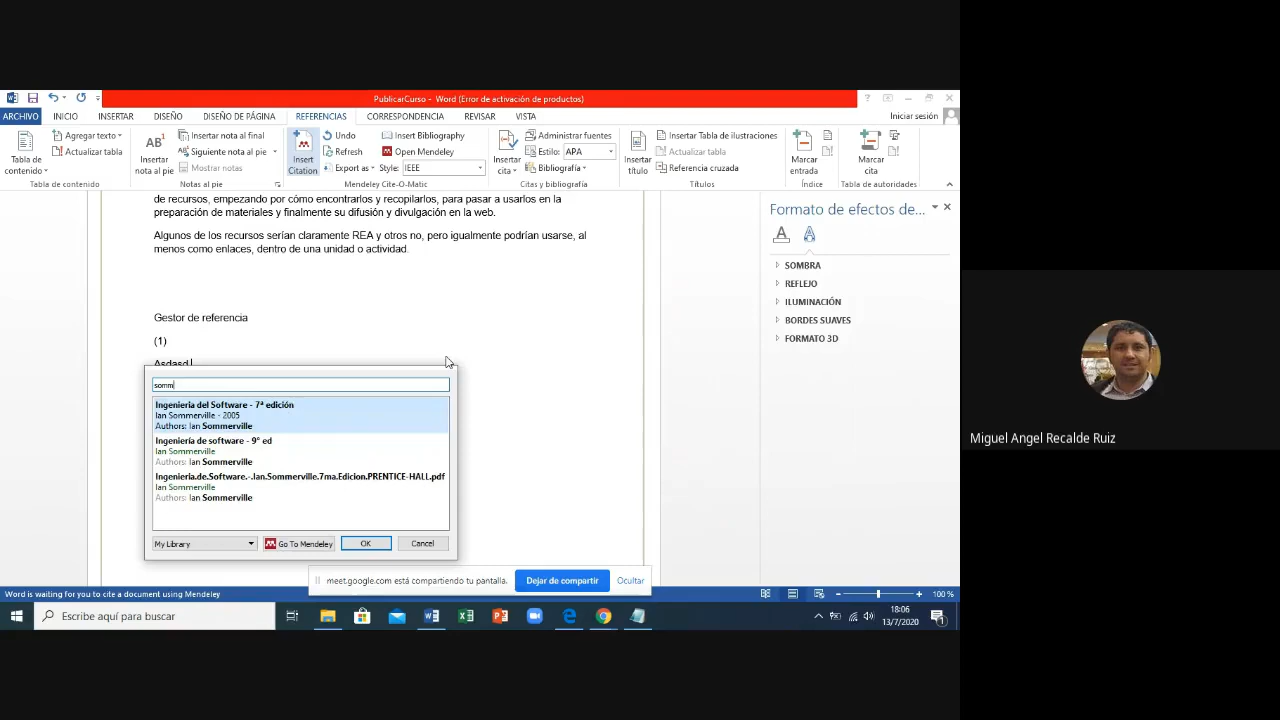 PublicarCurso - Word (Error de activación de productos)
ARCHIVO INICIO INSERTAR DISEÑO DISEÑO DE PÁGINA REFERENCIAS CORRESPONDENCIA REVISAR VISTA Iniciar sesión
Tabla de contenido
Agregar texto
Actualizar tabla
Tabla de contenido
AB1
Insertar nota al pie
Insertar nota al final
Siguiente nota al pie
Mostrar notas
Notas al pie
Insert Citation
Undo
Refresh
Export as
Insert Bibliography
Open Mendeley
Style: IEEE
Mendeley Cite-O-Matic
Insertar cita
Administrar fuentes
Estilo: APA
Bibliografía
Citas y bibliografía
Insertar título
Insertar Tabla de ilustraciones
Actualizar tabla
Referencia cruzada
Títulos
Marcar entrada
Índice
Marcar cita
Tabla de autoridades
de recursos, empezando por cómo encontrarlos y recopilarlos, para pasar a usarlos en la
preparación de materiales y finalmente su difusión y divulgación en la web.
Algunos de los recursos serían claramente REA y otros no, pero igualmente podrían usarse, al
menos como enlaces, dentro de una unidad o actividad.
Gestor de referencia
(1)
Asdasd
somm
Ingenieria del Software - 7ª edición
Ian Sommerville - 2005
Authors: Ian Sommerville
Ingeniería de software - 9° ed
Ian Sommerville
Authors: Ian Sommerville
Ingenieria.de.Software.-.Ian.Sommerville.7ma.Edicion.PRENTICE-HALL.pdf
Ian Sommerville
Authors: Ian Sommerville
My Library Go To Mendeley OK Cancel
Formato de efectos de...
SOMBRA
REFLEJO
ILUMINACIÓN
BORDES SUAVES
FORMATO 3D
meet.google.com está compartiendo tu pantalla. Dejar de compartir Ocultar
Word is waiting for you to cite a document using Mendeley 100 %
Escribe aquí para buscar
18:06
13/7/2020
Miguel Angel Recalde Ruiz